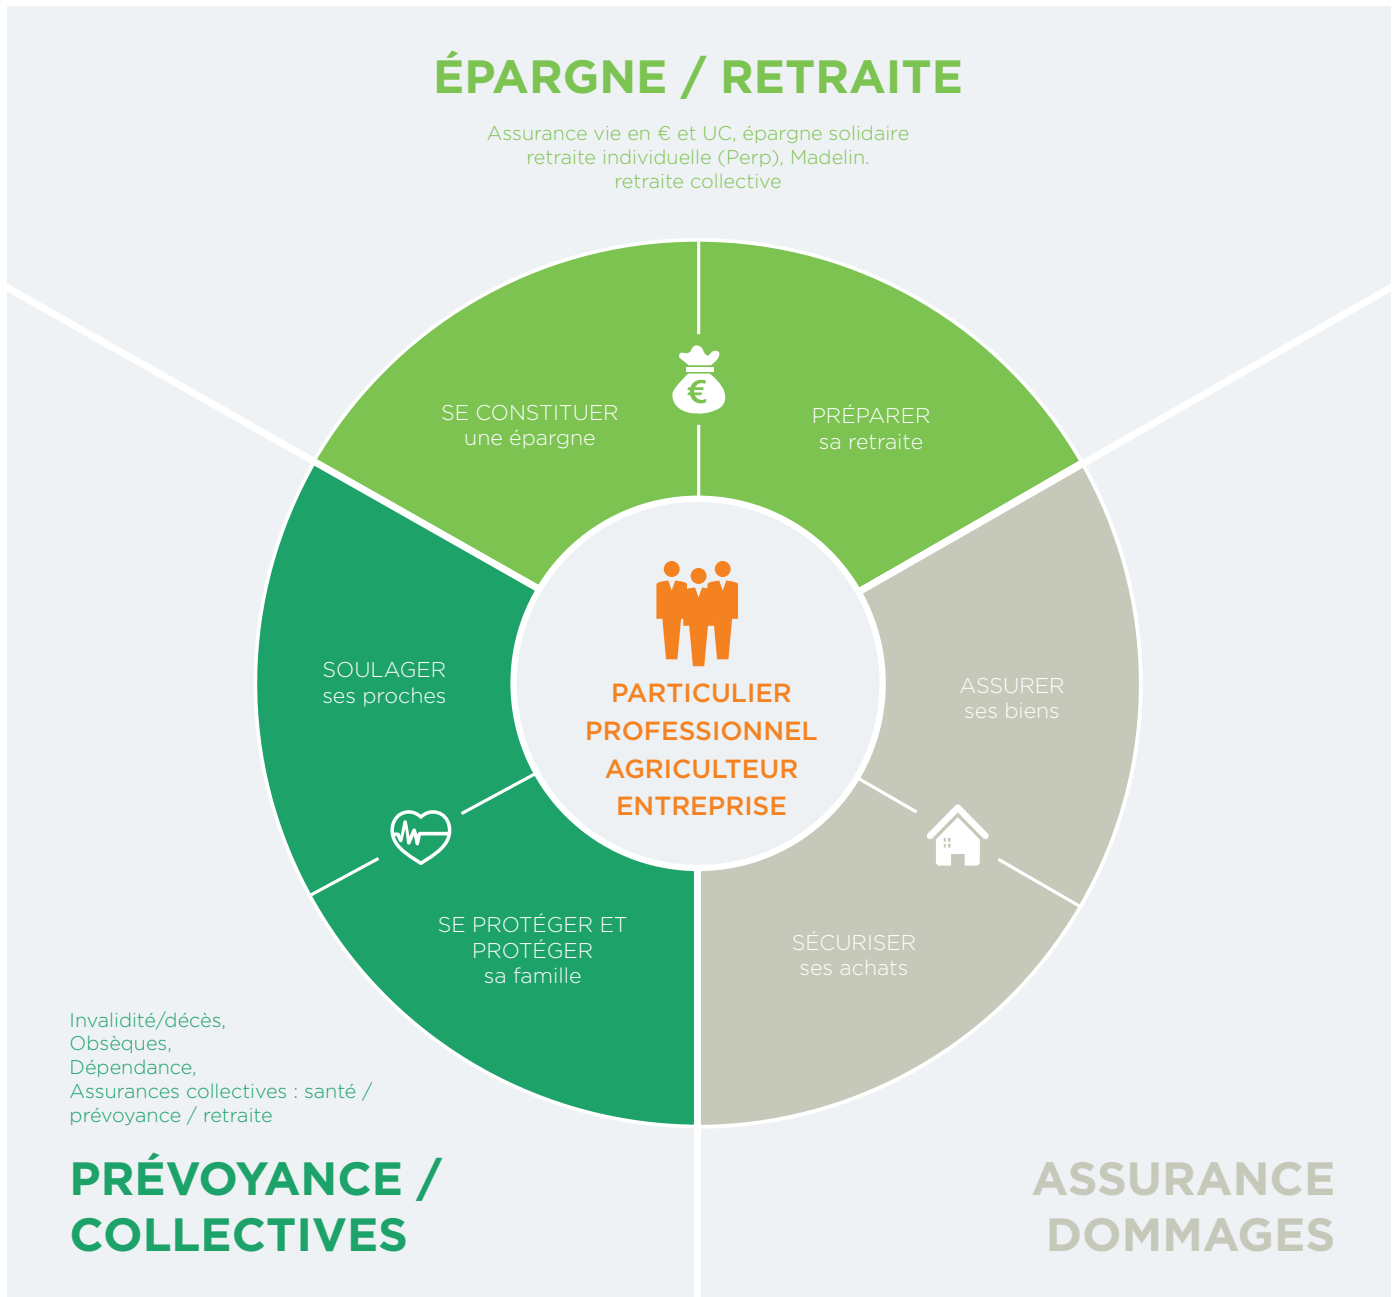 ÉPARGNE / RETRAITE
Assurance vie en € et UC, épargne solidaire
retraite individuelle (Perp), Madelin.
retraite collective
SE CONSTITUER
une épargne
€
PRÉPARER
sa retraite
SOULAGER
ses proches
ASSURER
ses biens
PARTICULIER
PROFESSIONNEL
AGRICULTEUR
ENTREPRISE
SE PROTÉGER ET
PROTÉGER
sa famille
SÉCURISER
ses achats
Invalidité/décès,
Obsèques,
Dépendance,
Assurances collectives : santé /
prévoyance / retraite
PRÉVOYANCE /
COLLECTIVES
ASSURANCE
DOMMAGES